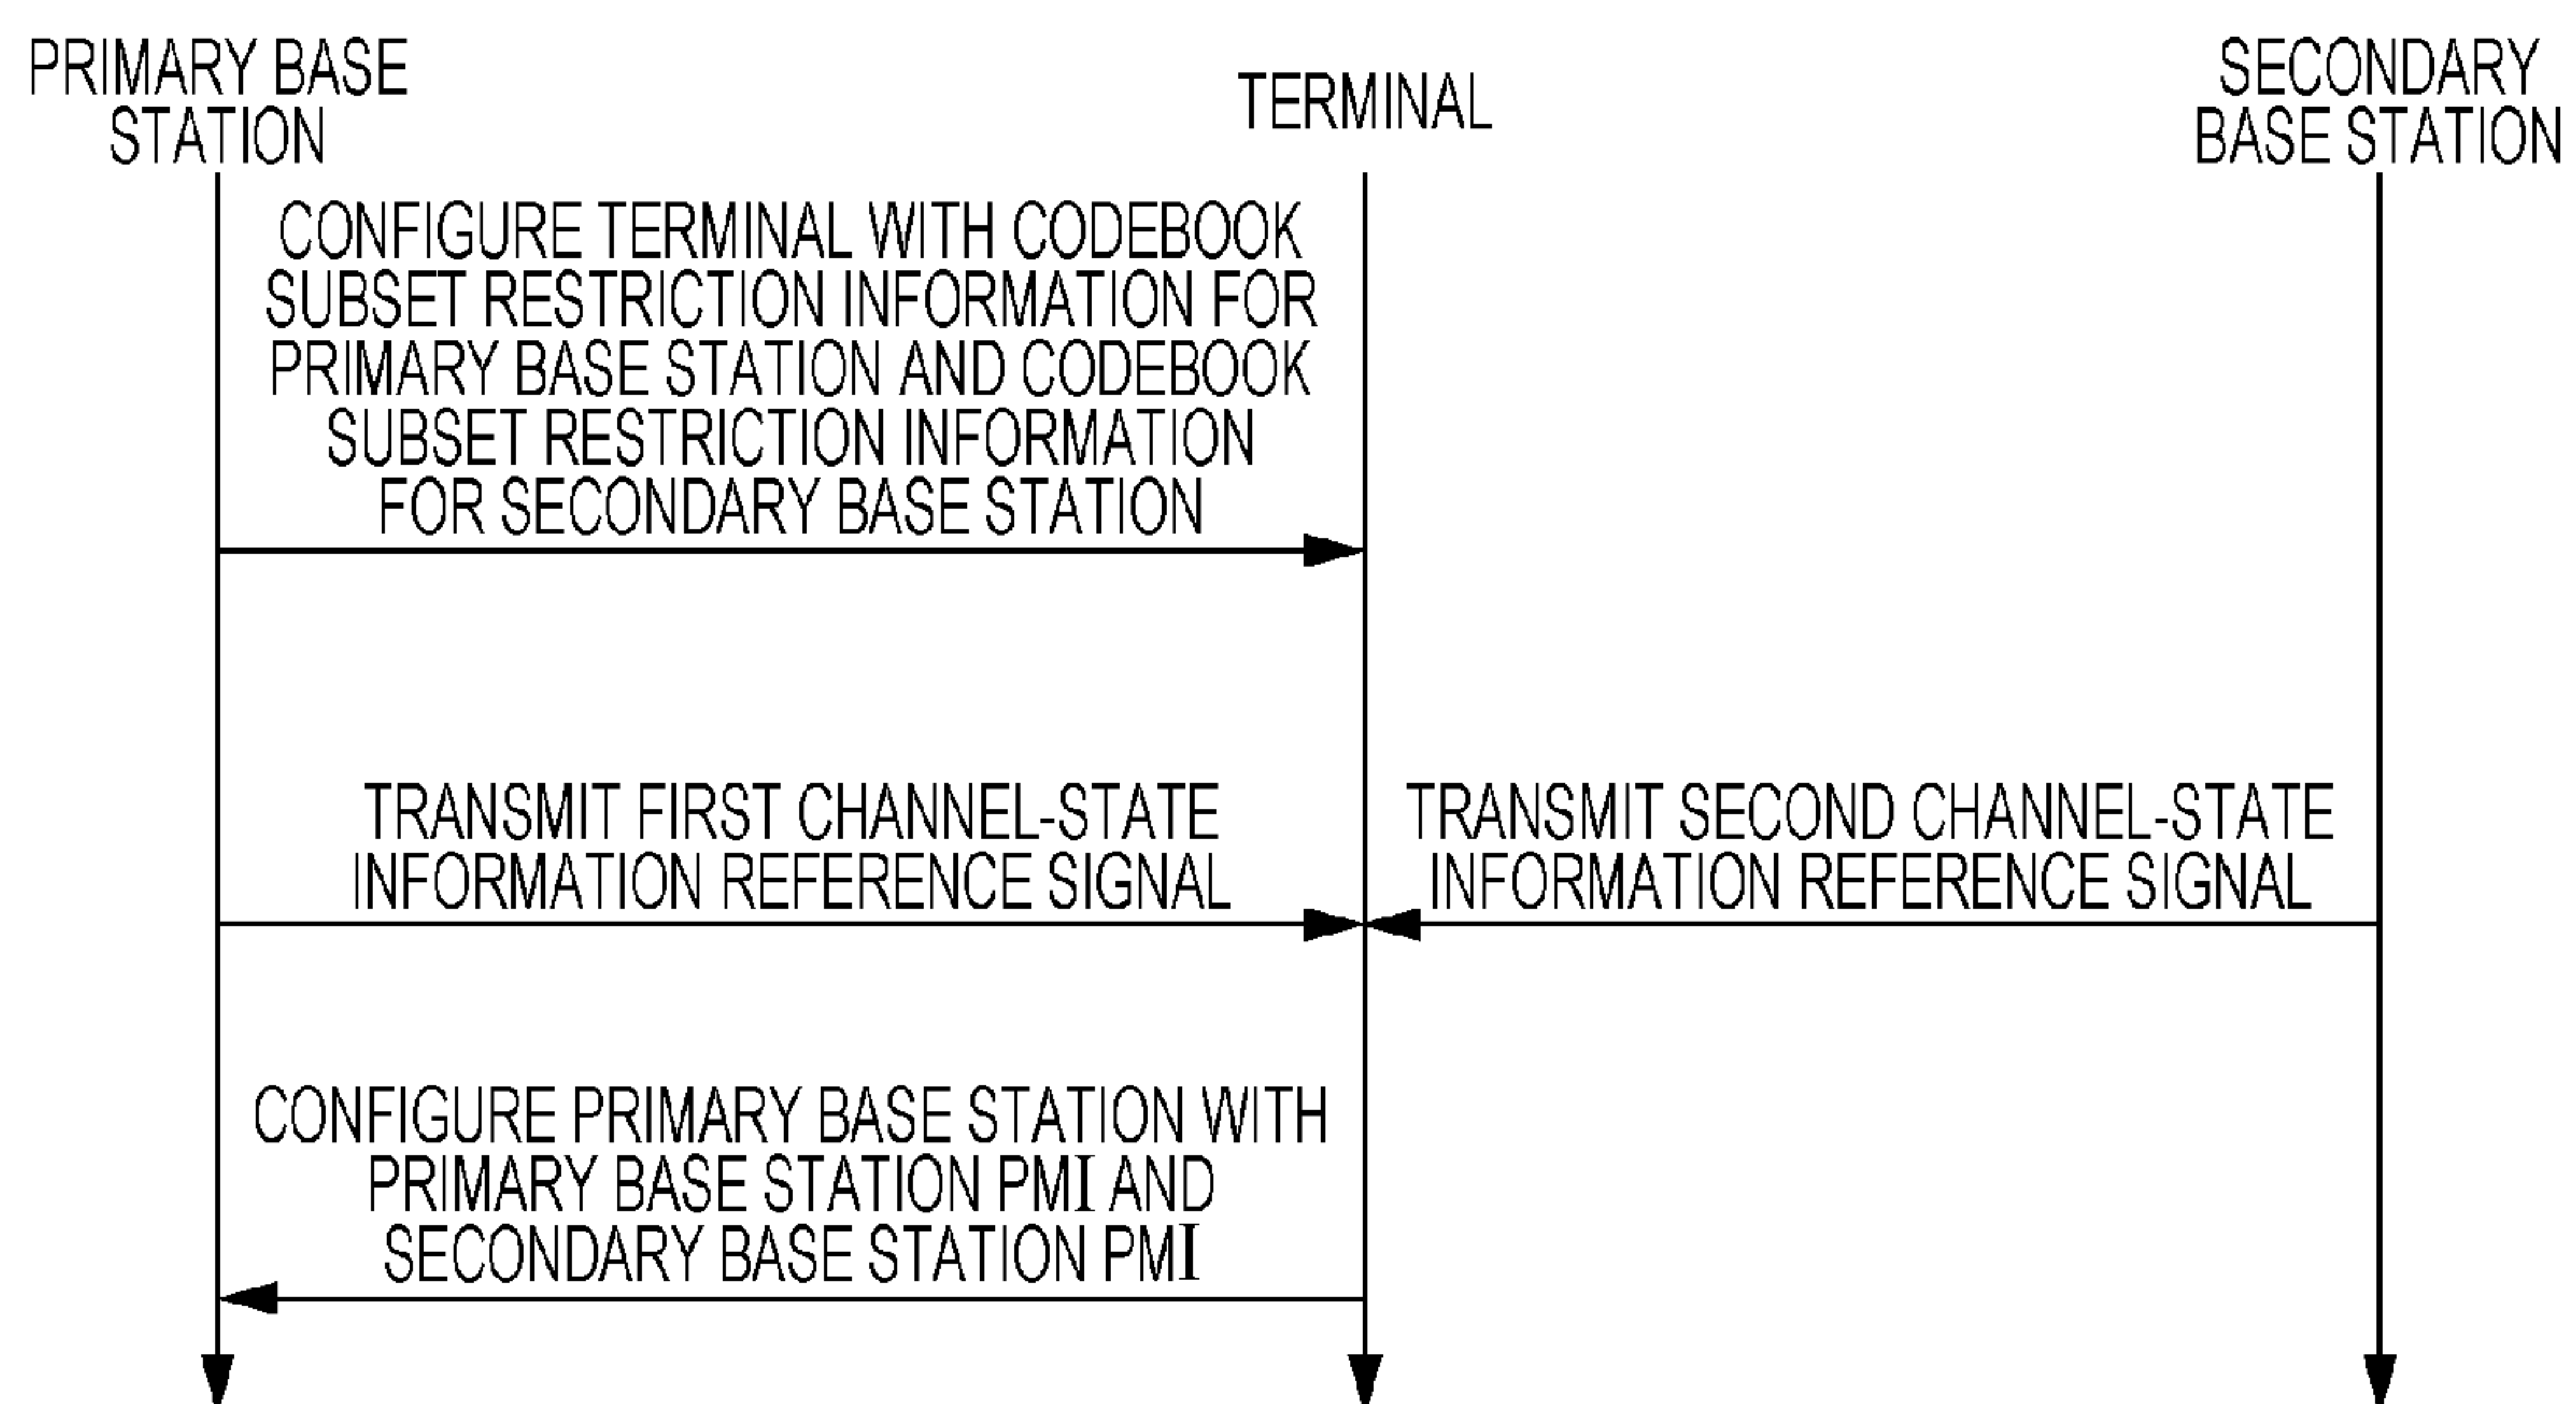 PRIMARY BASE
STATION
TERMINAL
SECONDARY
BASE STATION
CONFIGURE TERMINAL WITH CODEBOOK
SUBSET RESTRICTION INFORMATION FOR
PRIMARY BASE STATION AND CODEBOOK
SUBSET RESTRICTION INFORMATION
FOR SECONDARY BASE STATION
TRANSMIT FIRST CHANNEL-STATE
INFORMATION REFERENCE SIGNAL
TRANSMIT SECOND CHANNEL-STATE
INFORMATION REFERENCE SIGNAL
CONFIGURE PRIMARY BASE STATION WITH
PRIMARY BASE STATION PMI AND
SECONDARY BASE STATION PMI